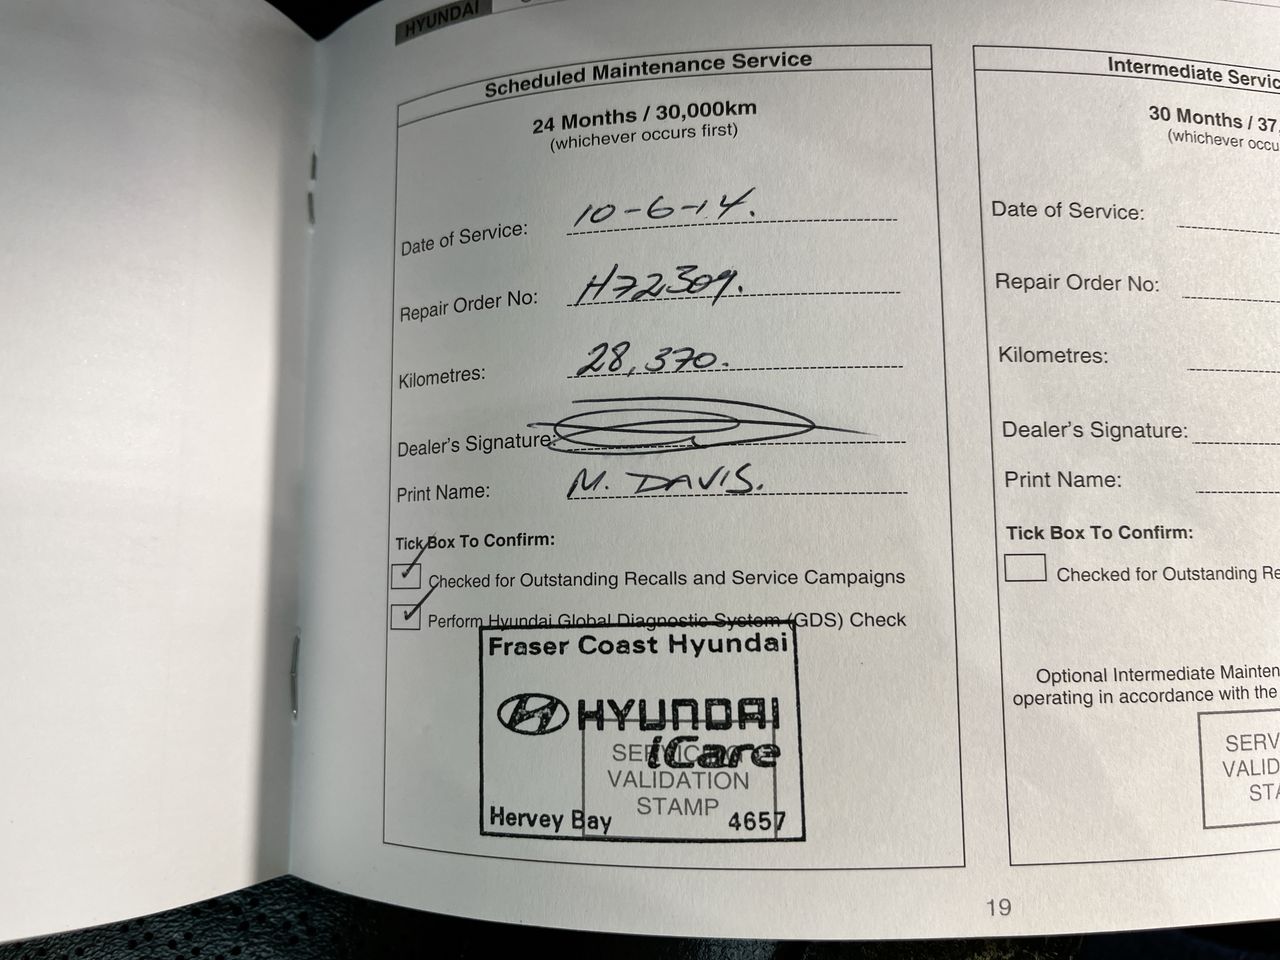 HYUNDAI
Scheduled Maintenance Service
24 Months / 30,000km
(whichever occurs first)
Date of Service: 10-6-14.
Repair Order No: H72309.
Kilometres: 28,370.
Dealer's Signature:
Print Name: M. DAVIS.
Tick Box To Confirm:
Checked for Outstanding Recalls and Service Campaigns
Perform Hyundai Global Diagnostic System (GDS) Check
Fraser Coast Hyundai
HYUNDAI
iCare
VALIDATION
STAMP
Hervey Bay 4657
Intermediate Servic
30 Months / 37,
(whichever occu
Date of Service:
Repair Order No:
Kilometres:
Dealer's Signature:
Print Name:
Tick Box To Confirm:
Checked for Outstanding Re
Optional Intermediate Mainten
operating in accordance with the
SERV
VALID
STA
19